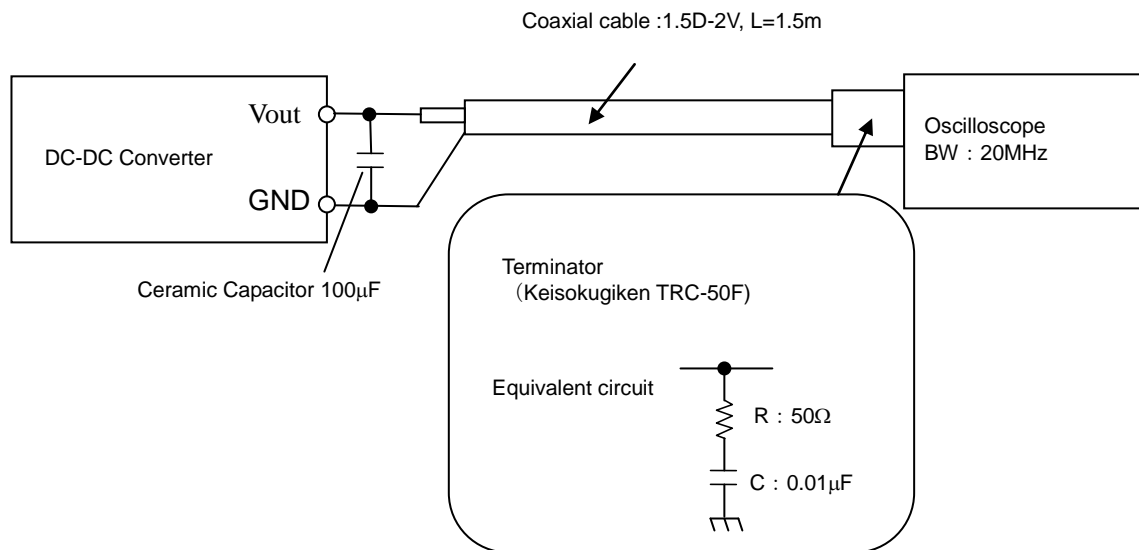 Coaxial cable :1.5D-2V, L=1.5m
Vout
DC-DC Converter
GND
Oscilloscope
BW：20MHz
Ceramic Capacitor 100μF
Terminator
（Keisokugiken TRC-50F)
Equivalent circuit
R：50Ω
C：0.01μF